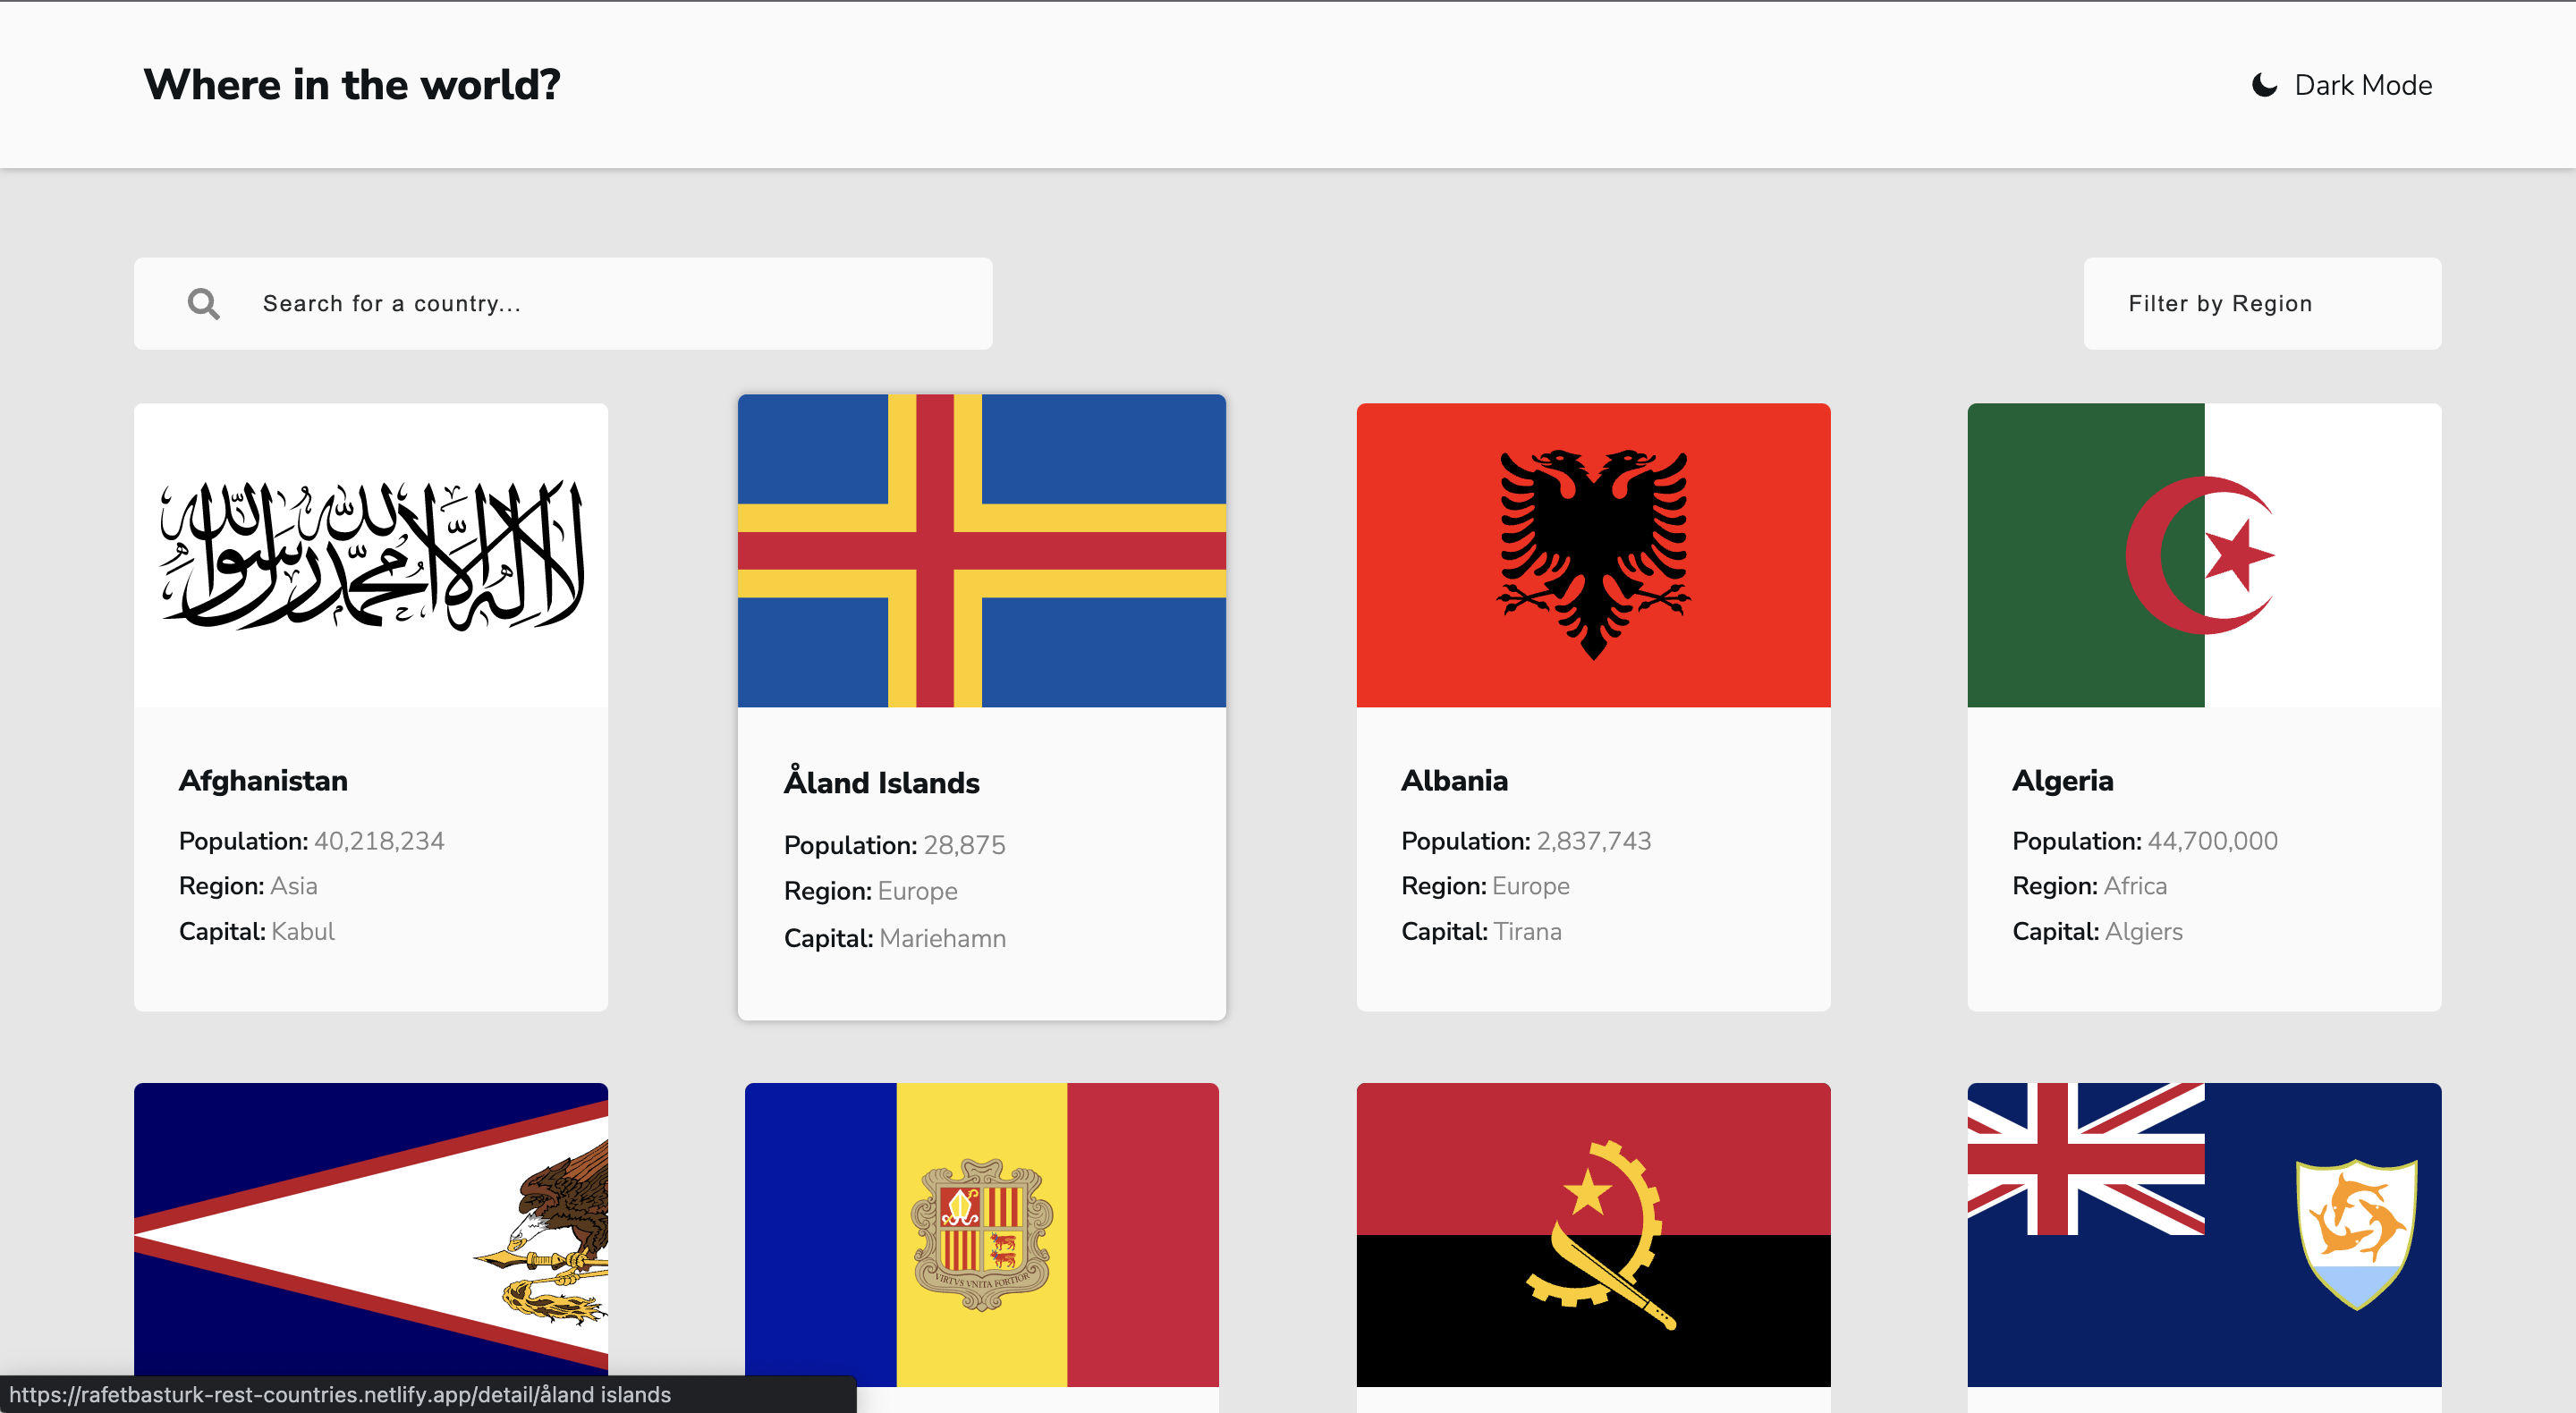 Where in the world?
Dark Mode
Search for a country...
Filter by Region
لا إله إلا الله محمد رسول الله
Afghanistan
Population: 40,218,234
Region: Asia
Capital: Kabul
Åland Islands
Population: 28,875
Region: Europe
Capital: Mariehamn
Albania
Population: 2,837,743
Region: Europe
Capital: Tirana
Algeria
Population: 44,700,000
Region: Africa
Capital: Algiers
VIRTVS VNITA FORTIOR
https://rafetbasturk-rest-countries.netlify.app/detail/åland islands